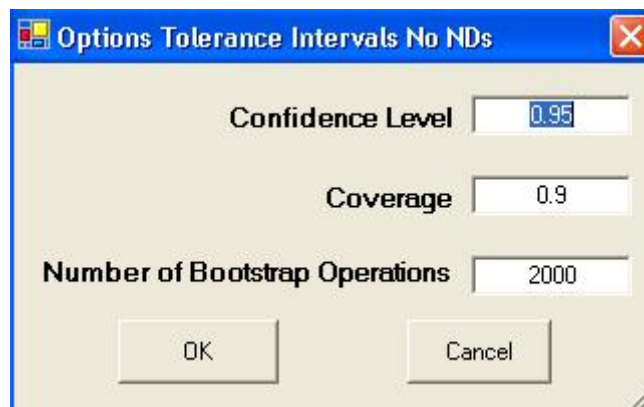 Options Tolerance Intervals No NDs
Confidence Level 0.95
Coverage 0.9
Number of Bootstrap Operations 2000
OK Cancel